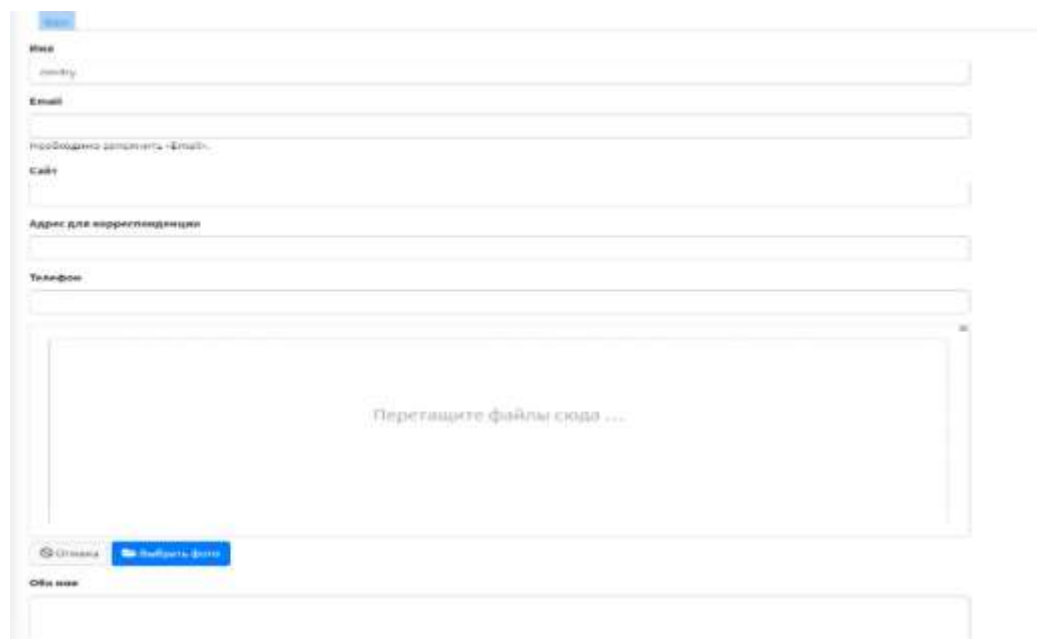 Имя
Email
Необходимо заполнить «Email».
Сайт
Адрес для корреспонденции
Телефон
Перетащите файлы сюда ...
Отмена Выбрать фото
Обо мне